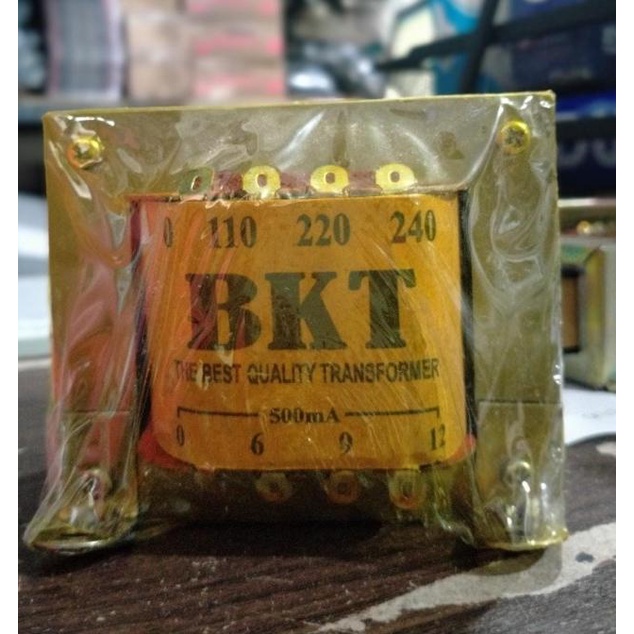 0 110 220 240
BKT
THE BEST QUALITY TRANSFORMER
500mA
0 6 9 12